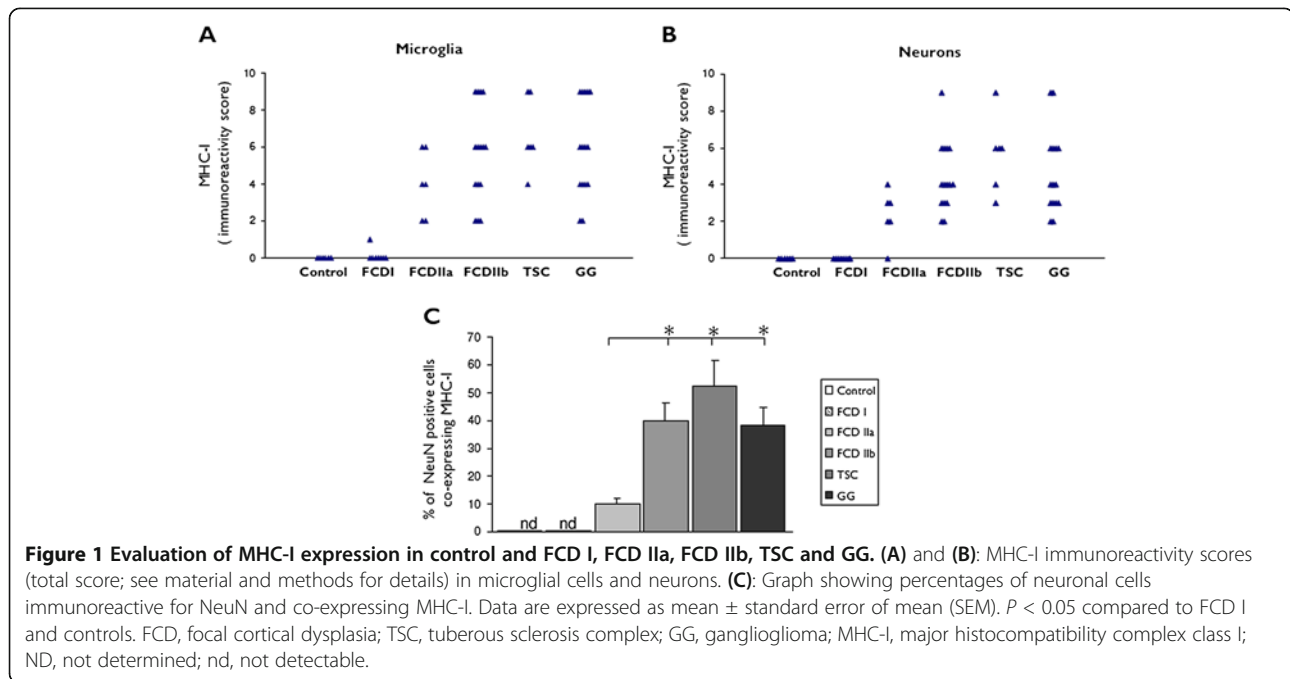 A
Microglia
MHC-I
( immunoreactivity score)
10
8
6
4
2
0
Control FCDI FCDIIa FCDIIb TSC GG
B
Neurons
MHC-I
( immunoreactivity score)
10
8
6
4
2
0
Control FCDI FCDIIa FCDIIb TSC GG
C
% of NeuN positive cells
co-expressing MHC-I
70
60
50
40
30
20
10
0
nd nd
* * *
Control
FCD I
FCD IIa
FCD IIb
TSC
GG
Figure 1 Evaluation of MHC-I expression in control and FCD I, FCD IIa, FCD IIb, TSC and GG. (A) and (B): MHC-I immunoreactivity scores
(total score; see material and methods for details) in microglial cells and neurons. (C): Graph showing percentages of neuronal cells
immunoreactive for NeuN and co-expressing MHC-I. Data are expressed as mean ± standard error of mean (SEM). P < 0.05 compared to FCD I
and controls. FCD, focal cortical dysplasia; TSC, tuberous sclerosis complex; GG, ganglioglioma; MHC-I, major histocompatibility complex class I;
ND, not determined; nd, not detectable.